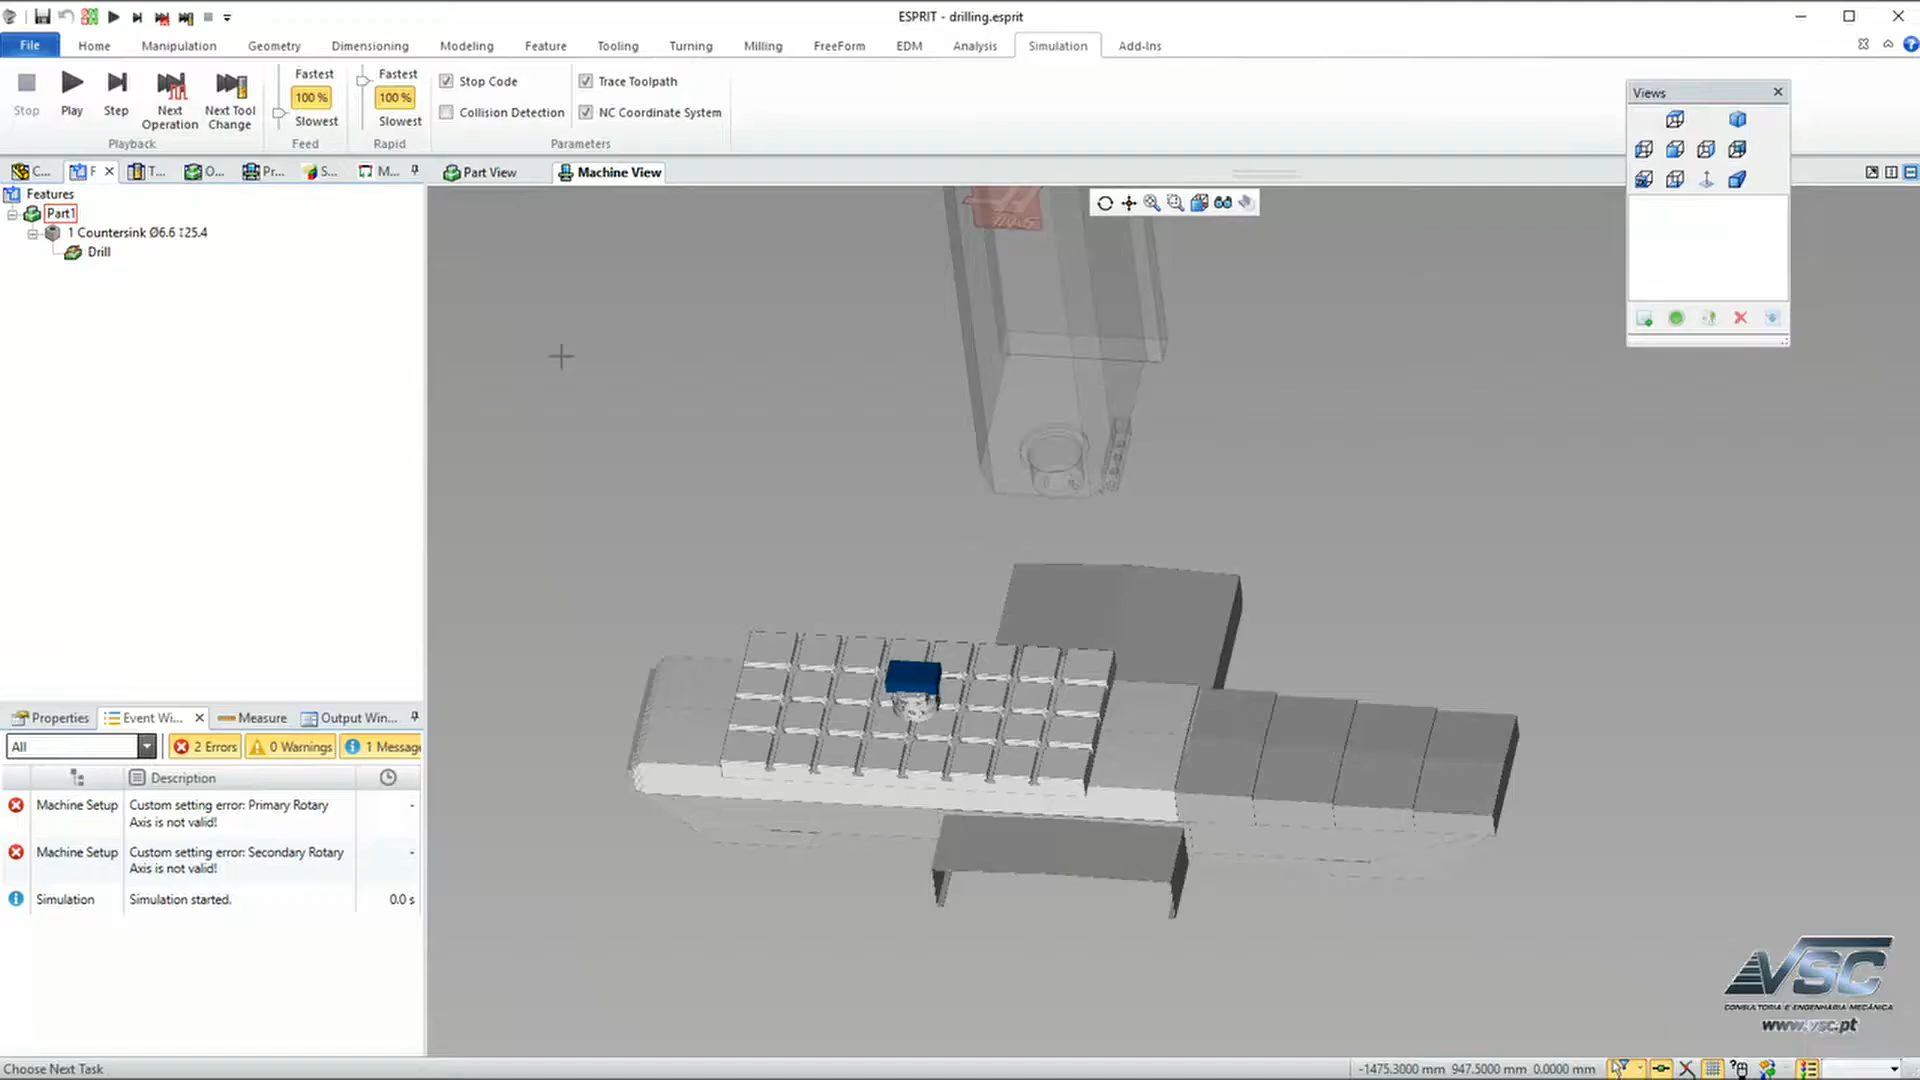 ESPRIT - drilling.esprit
File Home Manipulation Geometry Dimensioning Modeling Feature Tooling Turning Milling FreeForm EDM Analysis Simulation Add-Ins
Stop Play Step Next Operation Next Tool Change
Playback
Fastest
100 %
Slowest
Feed
Fastest
100 %
Slowest
Rapid
Stop Code
Trace Toolpath
Collision Detection
NC Coordinate System
Parameters
Views
C... F T... O... Pr... S... M...
Part View
Machine View
Features
Part1
1 Countersink Ø6.6 ↧25.4
Drill
HAAS
Properties Event Wi... Measure Output Win...
All
2 Errors 0 Warnings 1 Messag
Description
Machine Setup Custom setting error: Primary Rotary Axis is not valid! -
Machine Setup Custom setting error: Secondary Rotary Axis is not valid! -
Simulation Simulation started. 0.0 s
VSC
CONSULTORIA E ENGENHARIA MECÂNICA
www.vsc.pt
Choose Next Task
-1475.3000 mm 947.5000 mm 0.0000 mm